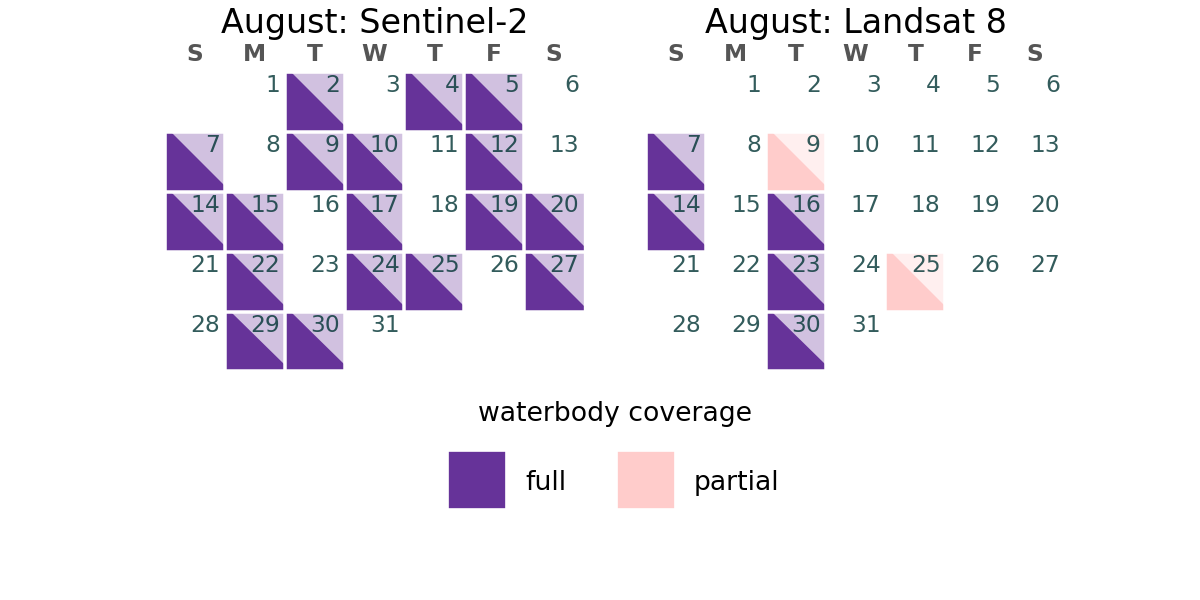 August: Sentinel-2
S M T W T F S
1 2 3 4 5 6
7 8 9 10 11 12 13
14 15 16 17 18 19 20
21 22 23 24 25 26 27
28 29 30 31
August: Landsat 8
S M T W T F S
1 2 3 4 5 6
7 8 9 10 11 12 13
14 15 16 17 18 19 20
21 22 23 24 25 26 27
28 29 30 31
waterbody coverage
full
partial